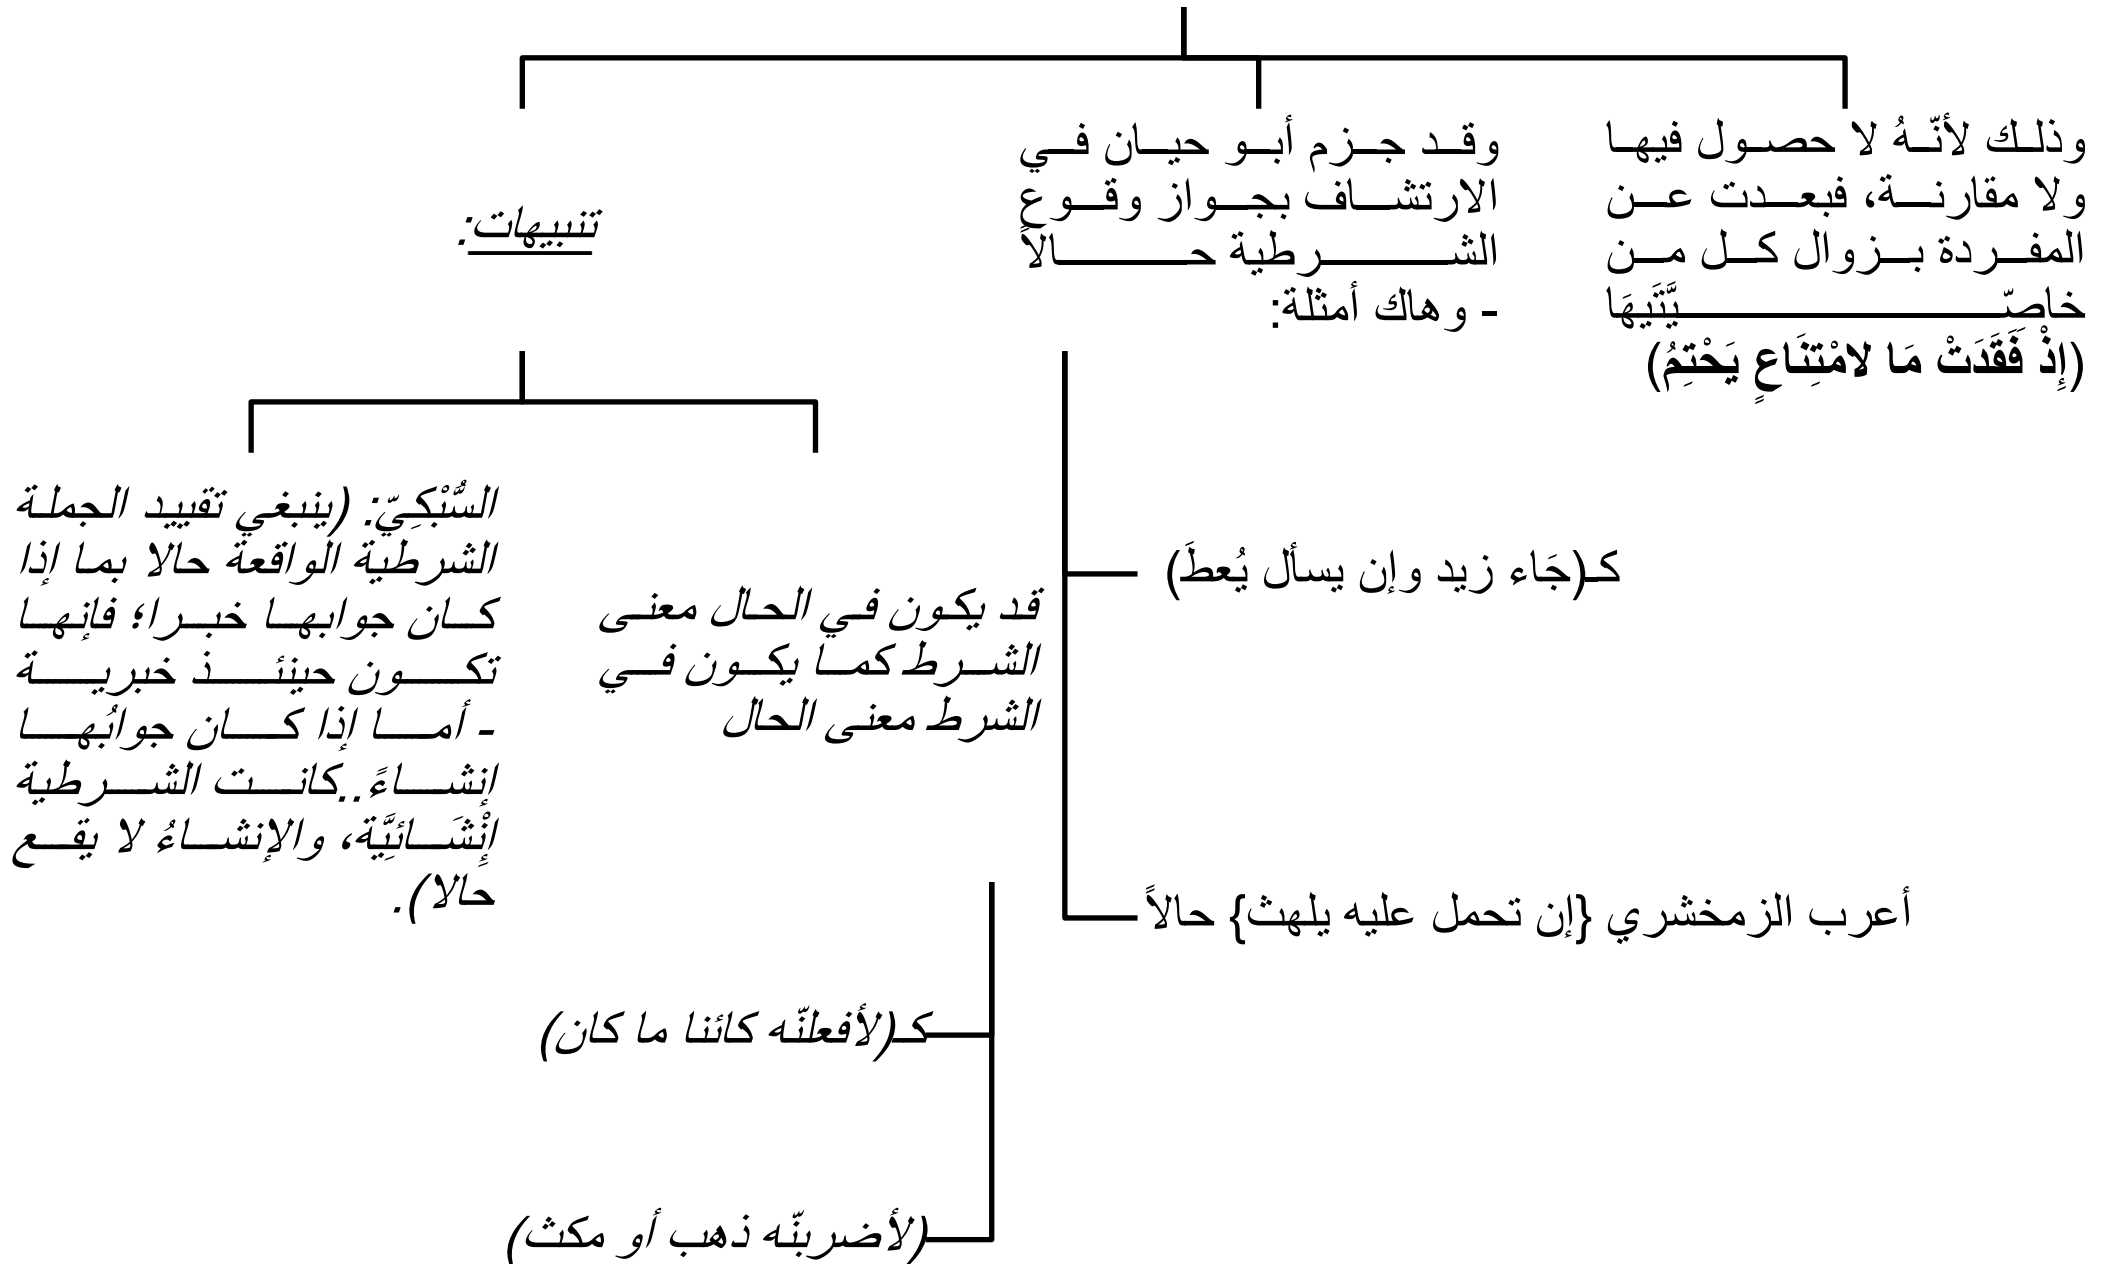 وذلك لأنّهُ لا حصول فيها
ولا مقارنة، فبعدت عن
المفردة بزوال كل من
خاصّيَّتَيهَا
(إِذْ فَقَدَتْ مَا لامْتِنَاعٍ يَحْتِمُ)
وقد جزم أبو حيان في
الارتشاف بجواز وقوع
الشرطية حالاً
- وهاك أمثلة:
كـ(جَاء زيد وإن يسأل يُعطَ)
أعرب الزمخشري {إن تحمل عليه يلهث} حالاً
تنبيهات:
قد يكون في الحال معنى
الشرط كما يكون في
الشرط معنى الحال
كـ(لأفعلنّه كائنا ما كان)
(لأضربنّه ذهب أو مكث)
السُّبْكِيّ: (ينبغي تقييد الجملة
الشرطية الواقعة حالا بما إذا
كان جوابها خبرا؛ فإنها
تكون حينئذ خبرية
- أما إذا كان جوابُها
إنشاءً..كانت الشرطية
إِنْشَائِيَّة، والإنشاءُ لا يقع
حالا).